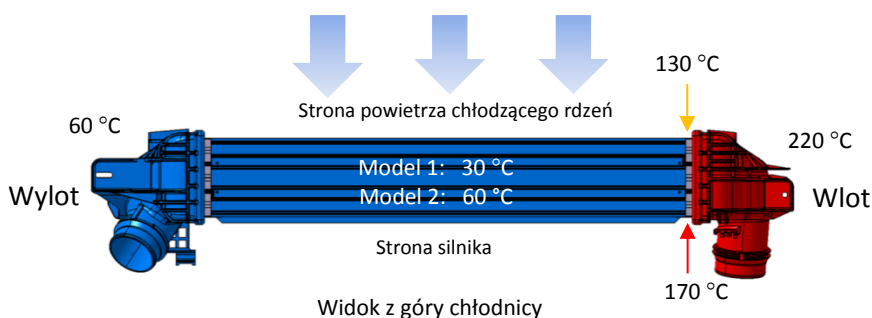 130 °C
Strona powietrza chłodzącego rdzeń
60 °C
220 °C
Model 1: 30 °C
Wylot
Model 2: 60 °C
Wlot
Strona silnika
170 °C
Widok z góry chłodnicy